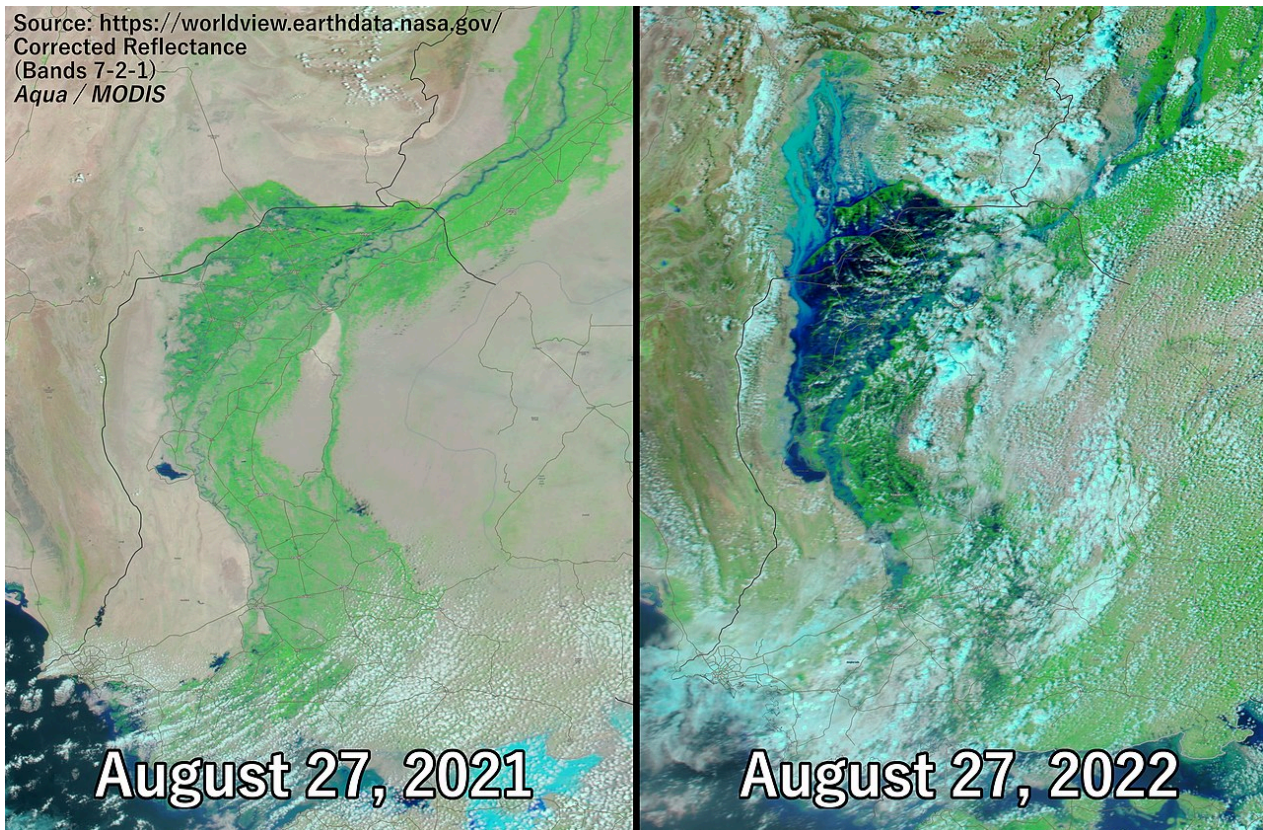 Source: https://worldview.earthdata.nasa.gov/
Corrected Reflectance
(Bands 7-2-1)
Aqua / MODIS
August 27, 2021
August 27, 2022